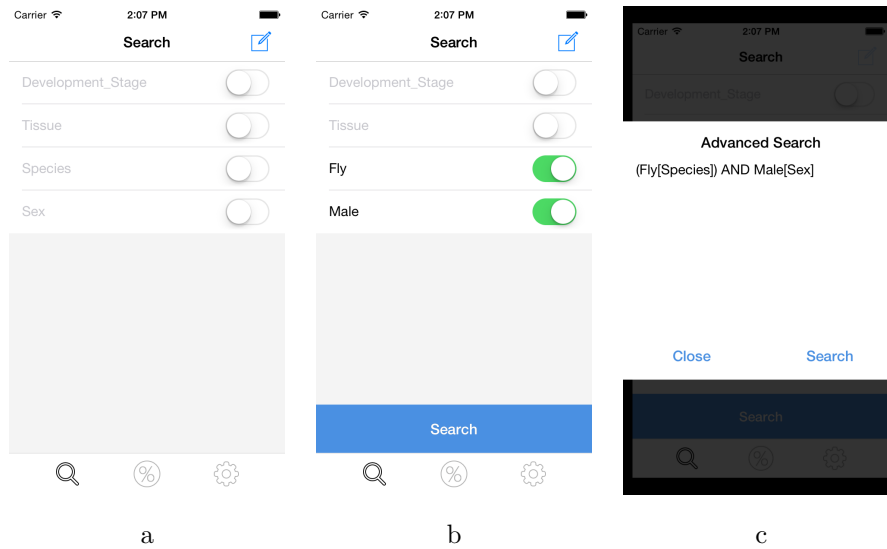 Carrier 2:07 PM
Search
Development_Stage
Tissue
Species
Sex
%
a
Carrier 2:07 PM
Search
Development_Stage
Tissue
Fly
Male
Search
%
b
Carrier 2:07 PM
Search
Development_Stage
Advanced Search
(Fly[Species]) AND Male[Sex]
Close Search
Search
%
c